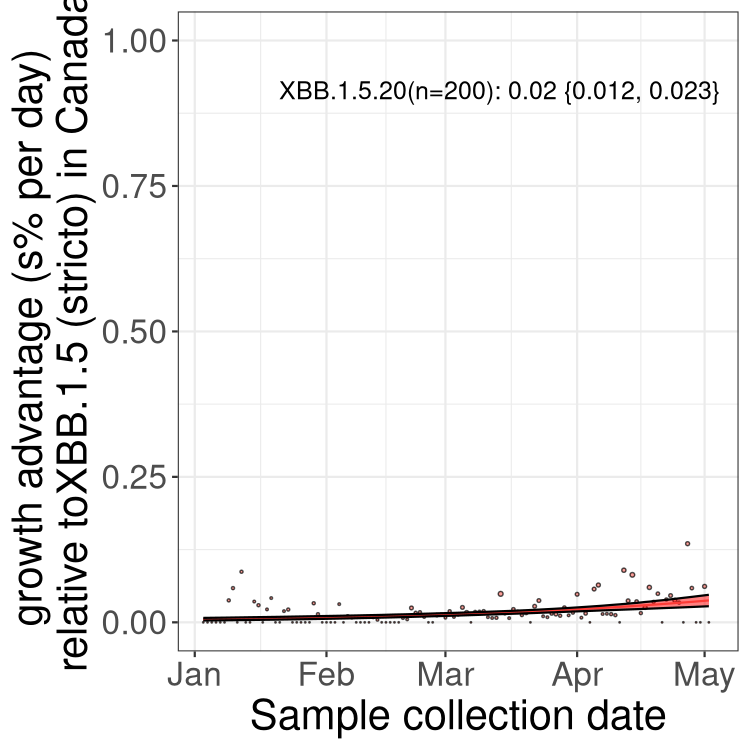 growth advantage (s% per day)
relative toXBB.1.5 (stricto) in Canada
1.00
XBB.1.5.20(n=200): 0.02 {0.012, 0.023}
0.75
0.50
0.25
0.00
Jan Feb Mar Apr May
Sample collection date